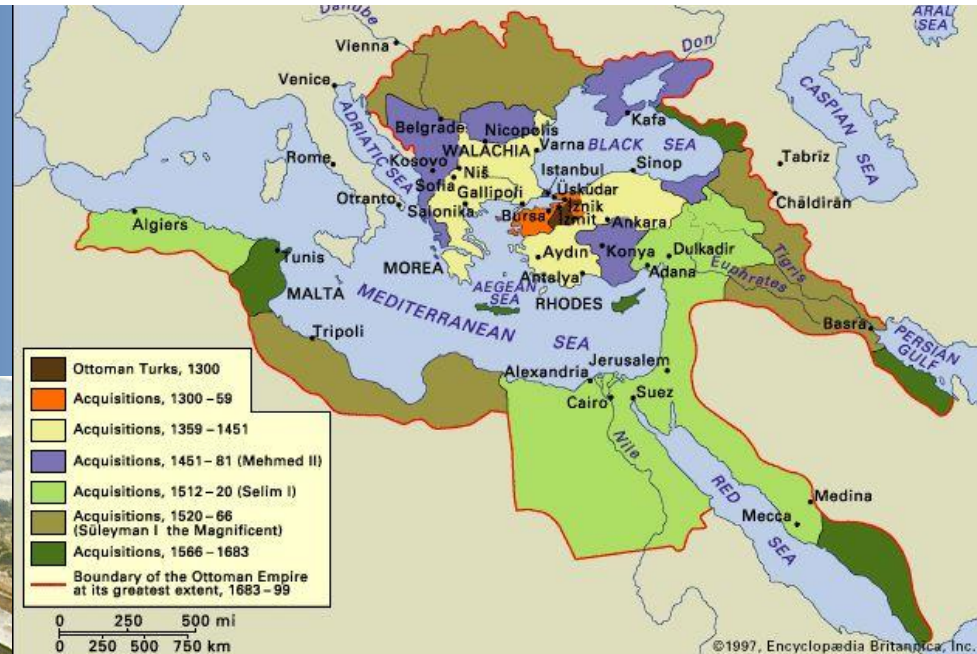 Danube
Vienna
Don
ARAL
SEA
Venice
ADRIATIC SEA
Belgrade
Nicopolis
Kafa
CASPIAN
SEA
WALACHIA
Varna
BLACK SEA
Rome
Kosovo
Niš
Istanbul
Sinop
Tabrīz
Sofia
Gallipoli
Üsküdar
Otranto
Salonika
Bursa
İznik
İzmit
Ankara
Chāldirān
Algiers
Tunis
MOREA
Aydın
Konya
Dulkadir
Tigris
Antalya
Adana
Euphrates
MALTA
AEGEAN
SEA
RHODES
MEDITERRANEAN
SEA
Tripoli
Basra
PERSIAN
GULF
Jerusalem
Alexandria
Cairo
Suez
Nile
RED
SEA
Medina
Mecca
Ottoman Turks, 1300
Acquisitions, 1300–59
Acquisitions, 1359–1451
Acquisitions, 1451–81 (Mehmed II)
Acquisitions, 1512–20 (Selim I)
Acquisitions, 1520–66
(Süleyman I the Magnificent)
Acquisitions, 1566–1683
Boundary of the Ottoman Empire
at its greatest extent, 1683–99
0 250 500 mi
0 250 500 750 km
©1997, Encyclopædia Britannica, Inc.